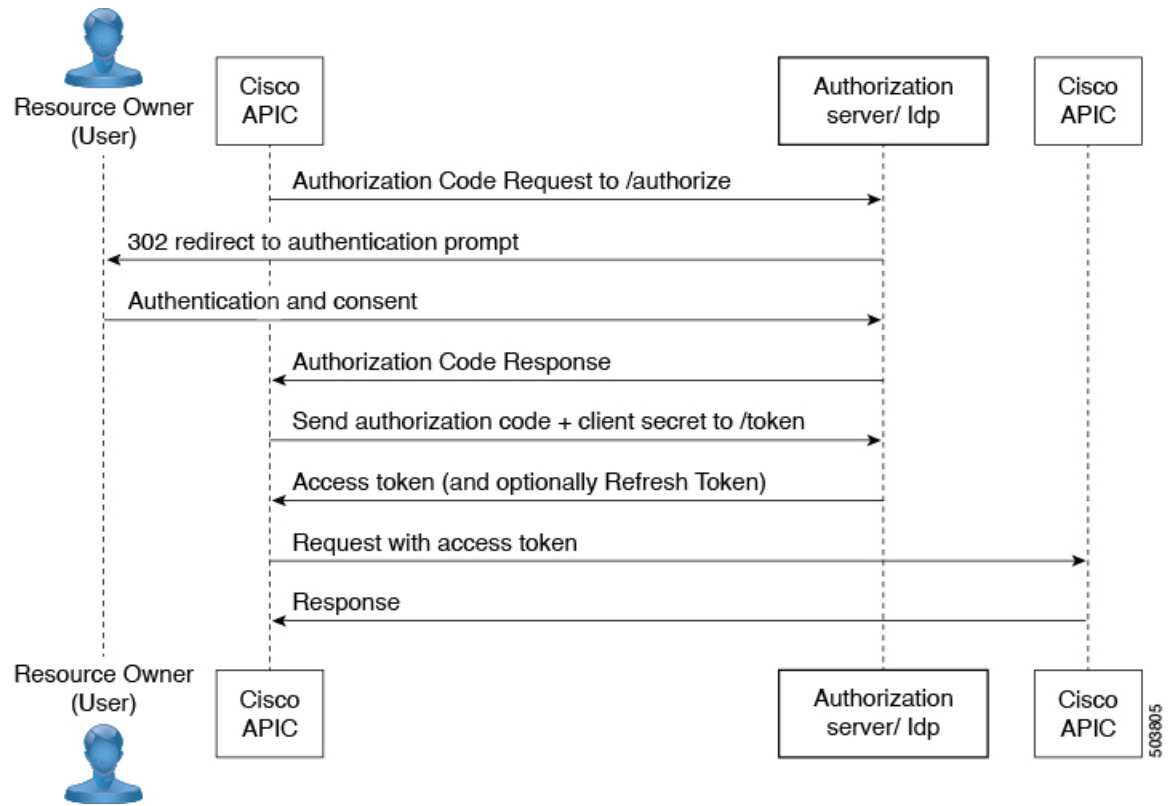 Resource Owner
(User)
Cisco
APIC
Authorization
server/ Idp
Cisco
APIC
Authorization Code Request to /authorize
302 redirect to authentication prompt
Authentication and consent
Authorization Code Response
Send authorization code + client secret to /token
Access token (and optionally Refresh Token)
Request with access token
Response
Resource Owner
(User)
Cisco
APIC
Authorization
server/ Idp
Cisco
APIC
503805